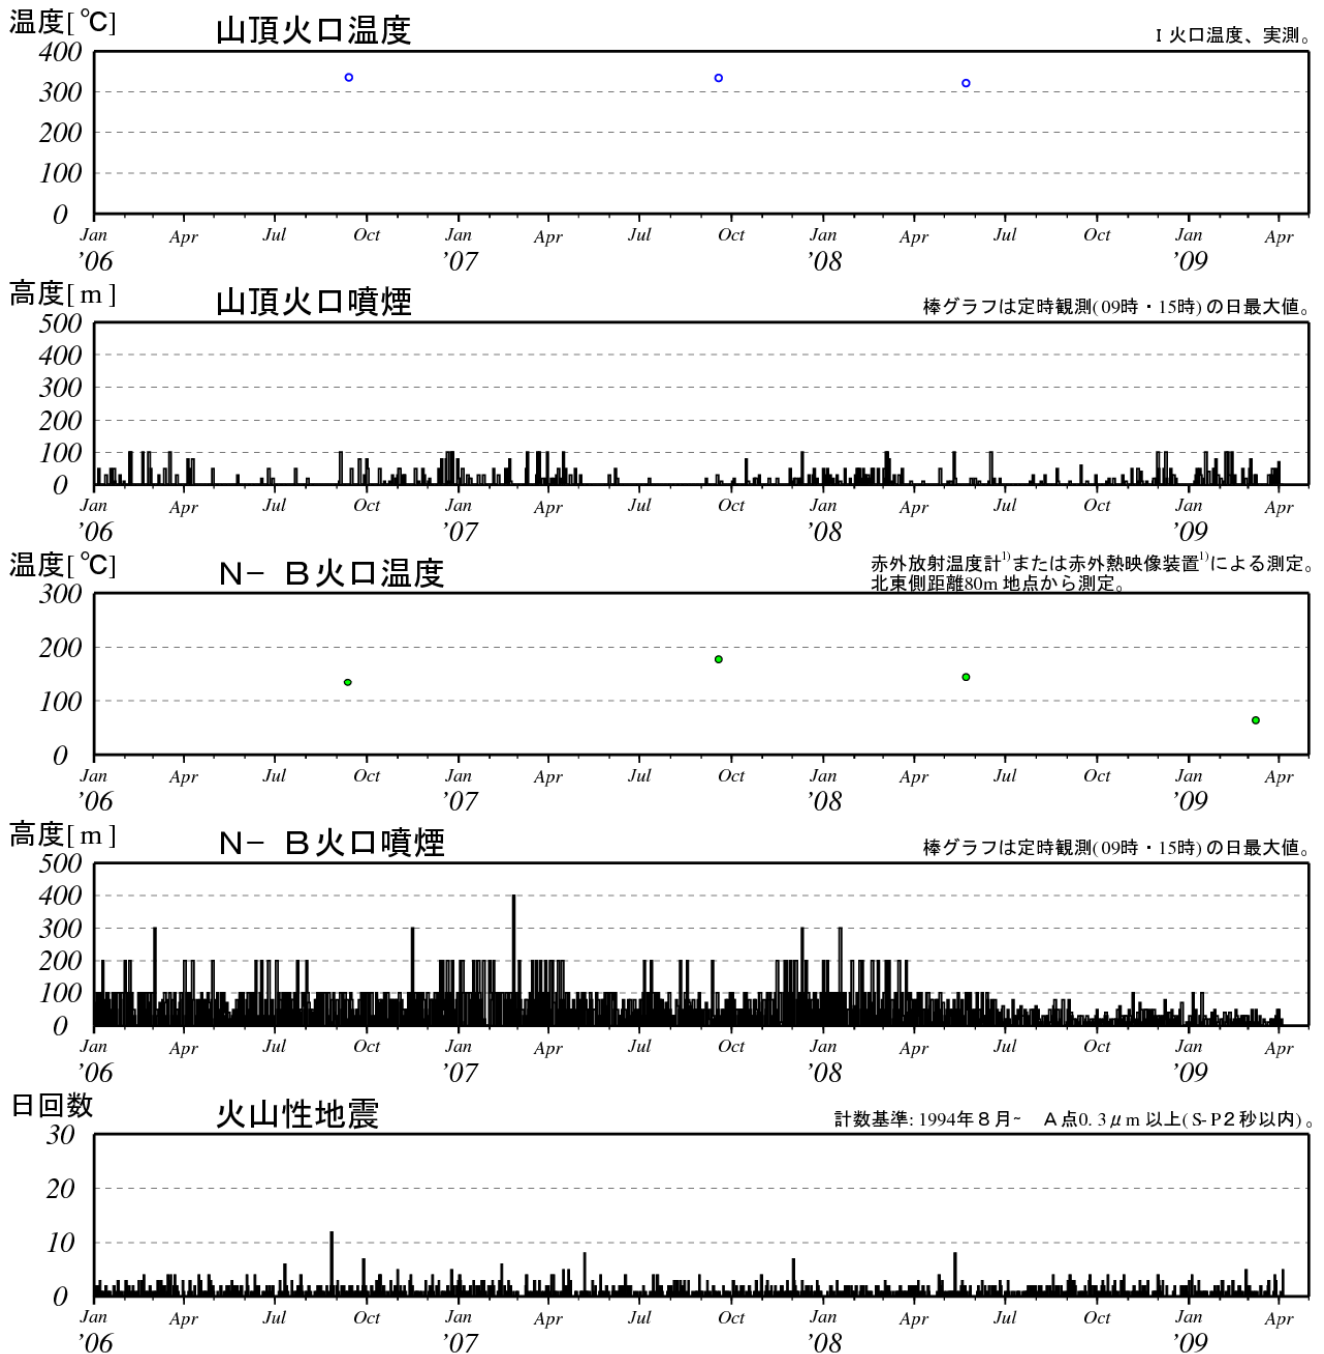 温度[℃]
山頂火口温度
I 火口温度、実測。
400
300
200
100
0
Jan Apr Jul Oct Jan Apr Jul Oct Jan Apr Jul Oct Jan Apr
'06 '07 '08 '09
高度[m]
山頂火口噴煙
棒グラフは定時観測(09時・15時)の日最大値。
500
400
300
200
100
0
Jan Apr Jul Oct Jan Apr Jul Oct Jan Apr Jul Oct Jan Apr
'06 '07 '08 '09
温度[℃]
N- B火口温度
赤外放射温度計1)または赤外熱映像装置1)による測定。
北東側距離80m 地点から測定。
300
200
100
0
Jan Apr Jul Oct Jan Apr Jul Oct Jan Apr Jul Oct Jan Apr
'06 '07 '08 '09
高度[m]
N- B火口噴煙
棒グラフは定時観測(09時・15時)の日最大値。
500
400
300
200
100
0
Jan Apr Jul Oct Jan Apr Jul Oct Jan Apr Jul Oct Jan Apr
'06 '07 '08 '09
日回数
火山性地震
計数基準: 1994年8月~ A点0.3μm 以上(S-P2秒以内)。
30
20
10
0
Jan Apr Jul Oct Jan Apr Jul Oct Jan Apr Jul Oct Jan Apr
'06 '07 '08 '09